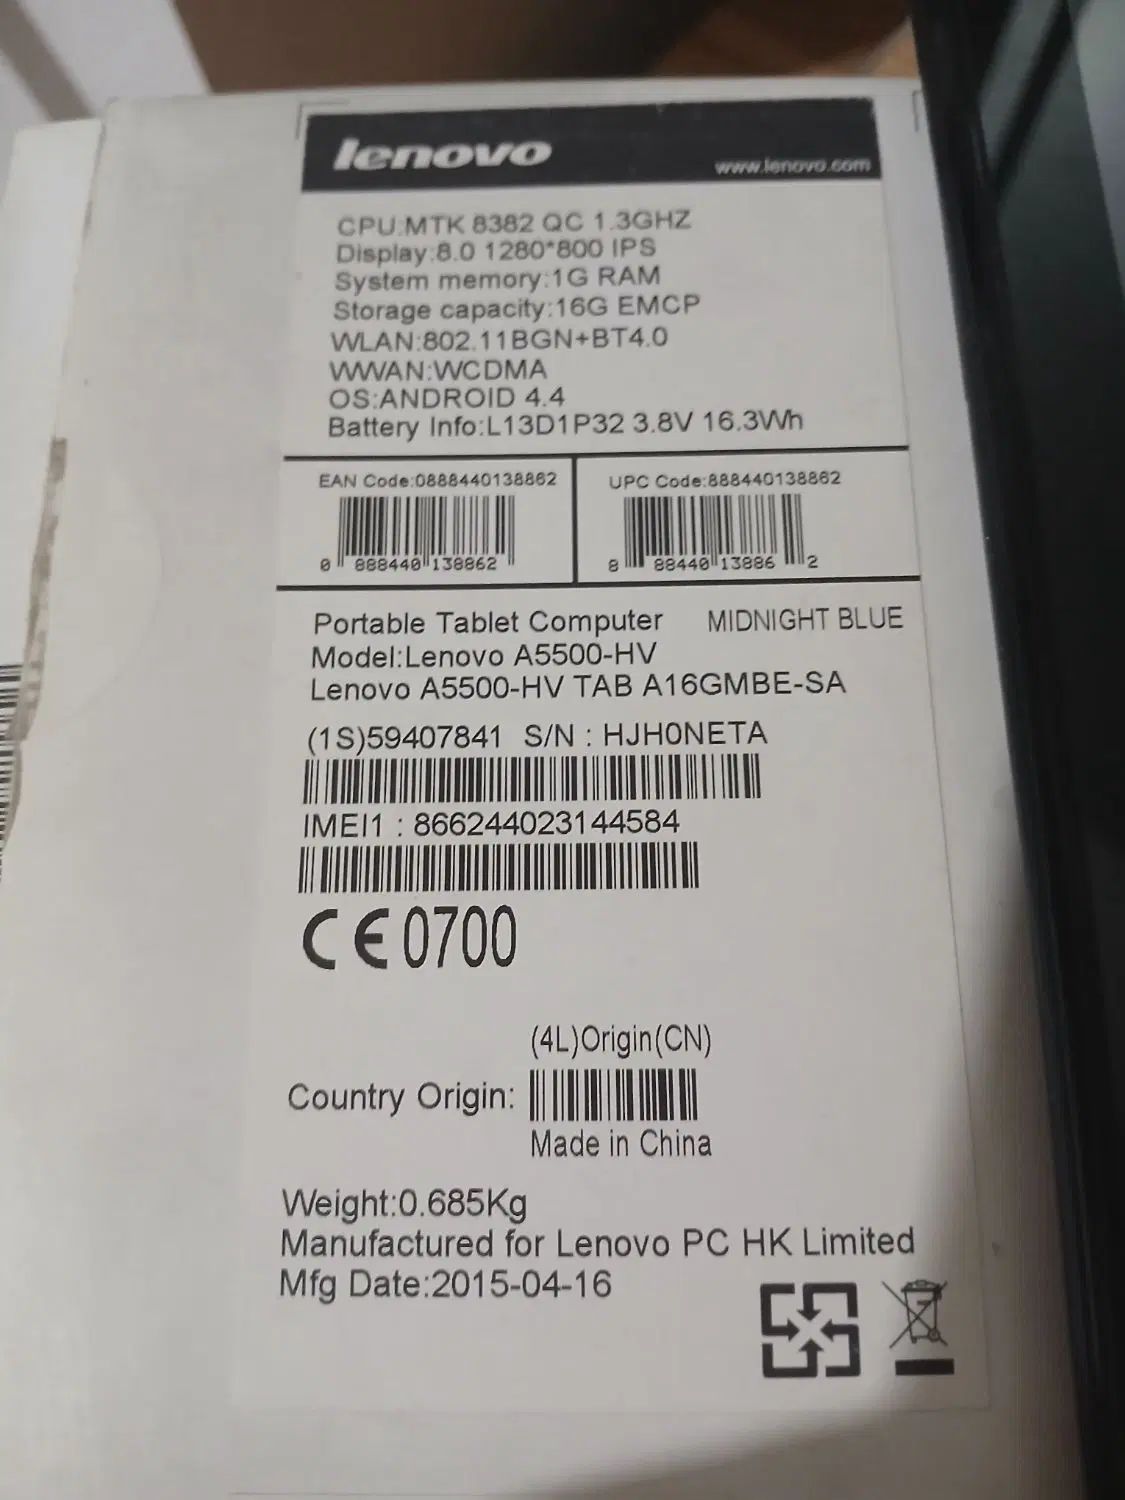 lenovo
www.lenovo.com
CPU:MTK 8382 QC 1.3GHZ
Display:8.0 1280*800 IPS
System memory:1G RAM
Storage capacity:16G EMCP
WLAN:802.11BGN+BT4.0
WWAN:WCDMA
OS:ANDROID 4.4
Battery Info:L13D1P32 3.8V 16.3Wh
EAN Code:0888440138862
0 888440 138862
UPC Code:888440138862
8 88440 13886 2
Portable Tablet Computer MIDNIGHT BLUE
Model:Lenovo A5500-HV
Lenovo A5500-HV TAB A16GMBE-SA
(1S)59407841 S/N : HJH0NETA
IMEI1 : 866244023144584
CE 0700
(4L)Origin(CN)
Country Origin:
Made in China
Weight:0.685Kg
Manufactured for Lenovo PC HK Limited
Mfg Date:2015-04-16